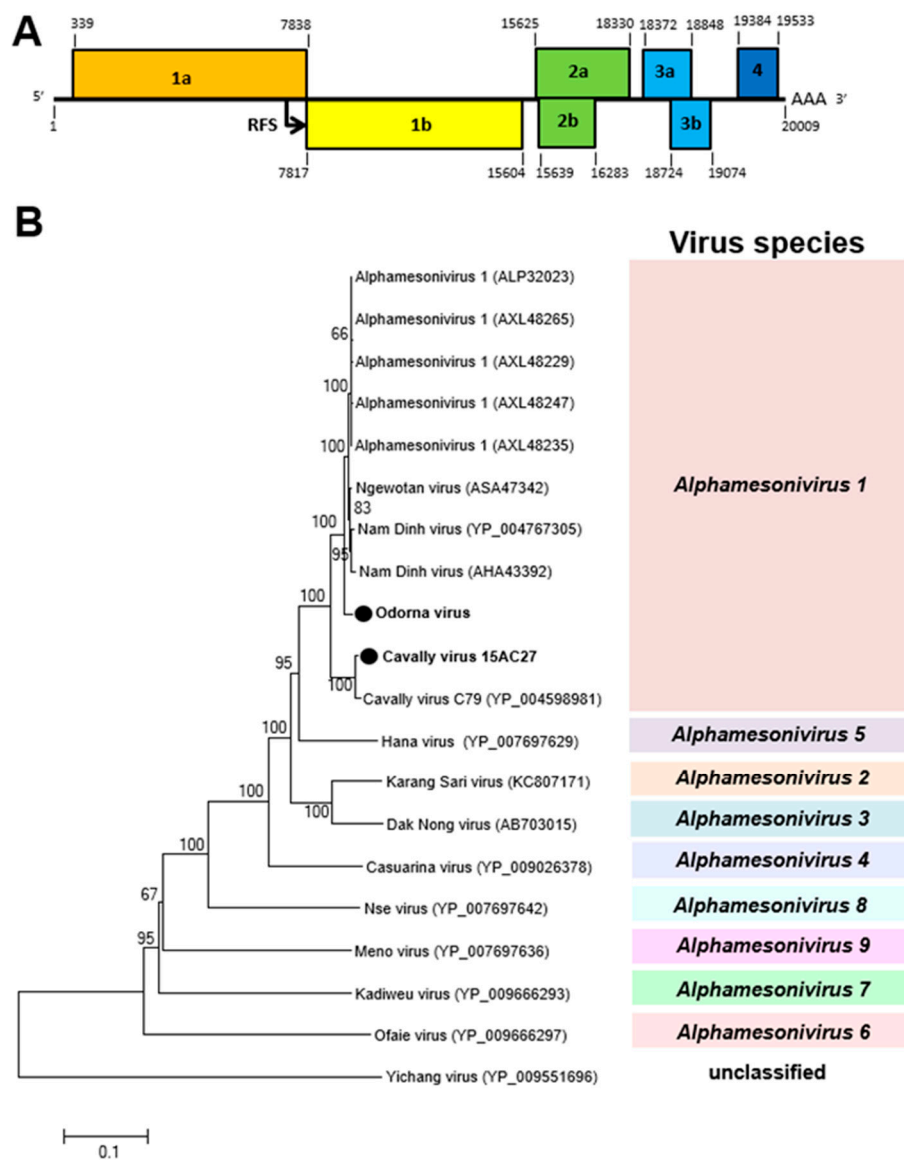 A
339 7838 15625 18330 18372 18848 19384 19533
1a 2a 3a 4
5′ AAA 3′
1 RFS 1b 2b 3b 20009
7817 15604 15639 16283 18724 19074
B
Virus species
Alphamesonivirus 1 (ALP32023)
66
Alphamesonivirus 1 (AXL48265)
Alphamesonivirus 1 (AXL48229)
100
Alphamesonivirus 1 (AXL48247)
100
Alphamesonivirus 1 (AXL48235)
Ngewotan virus (ASA47342)
83
100
Nam Dinh virus (YP_004767305)
95
Nam Dinh virus (AHA43392)
100
Odorna virus
Cavally virus 15AC27
100
Cavally virus C79 (YP_004598981)
Alphamesonivirus 1
95
Hana virus (YP_007697629) Alphamesonivirus 5
100
Karang Sari virus (KC807171) Alphamesonivirus 2
100
Dak Nong virus (AB703015) Alphamesonivirus 3
100
Casuarina virus (YP_009026378) Alphamesonivirus 4
100
Nse virus (YP_007697642) Alphamesonivirus 8
67
Meno virus (YP_007697636) Alphamesonivirus 9
95
Kadiweu virus (YP_009666293) Alphamesonivirus 7
Ofaie virus (YP_009666297) Alphamesonivirus 6
Yichang virus (YP_009551696) unclassified
0.1